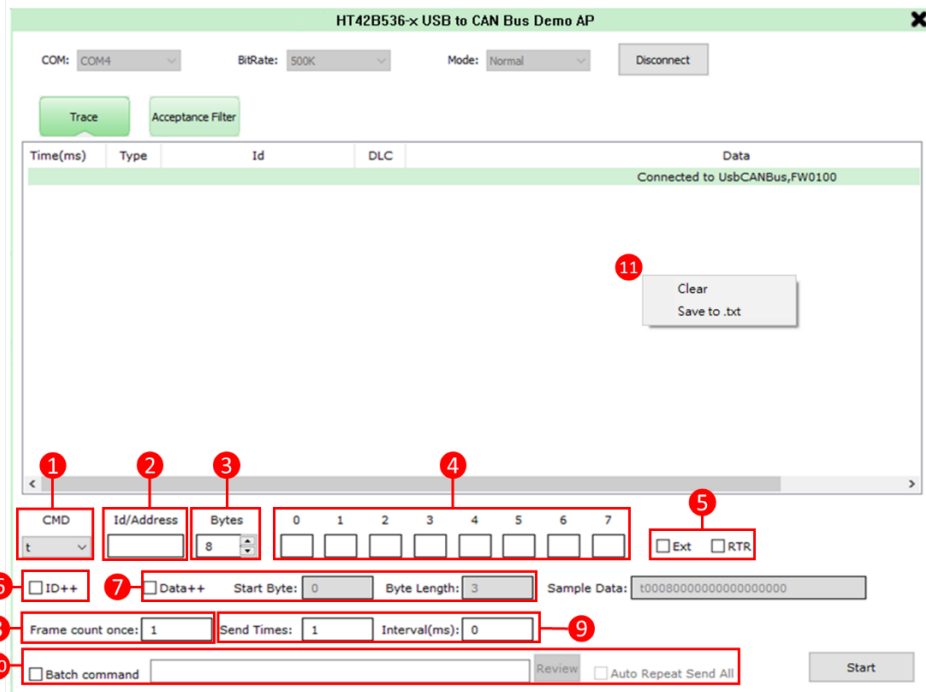 HT42B536-x USB to CAN Bus Demo AP
COM: COM4 BitRate: 500K Mode: Normal Disconnect
Trace Acceptance Filter
Time(ms) Type Id DLC Data
Connected to UsbCANBus,FW0100
11
Clear
Save to .txt
1 2 3 4
5
CMD Id/Address Bytes 0 1 2 3 4 5 6 7
t 8 Ext RTR
6 ID++ 7 Data++ Start Byte: 0 Byte Length: 3 Sample Data: t00080000000000000000
Frame count once: 1 Send Times: 1 Interval(ms): 0 9
Batch command Review Auto Repeat Send All Start